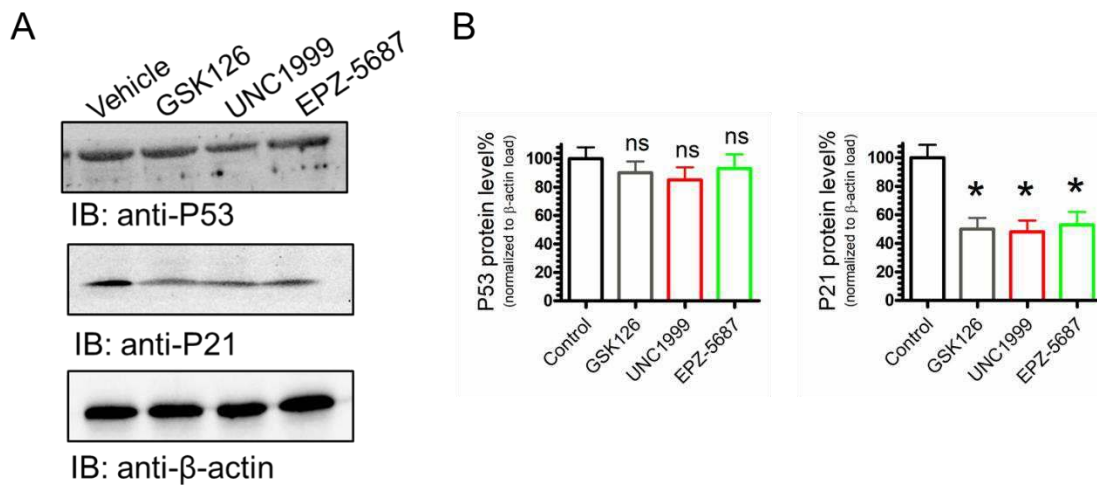 A
Vehicle
GSK126
UNC1999
EPZ-5687
IB: anti-P53
IB: anti-P21
IB: anti-β-actin
B
P53 protein level%
(normalized to β-actin load)
100
80
60
40
20
0
ns
ns
ns
Control
GSK126
UNC1999
EPZ-5687
P21 protein level%
(normalized to β-actin load)
100
80
60
40
20
0
*
*
*
Control
GSK126
UNC1999
EPZ-5687